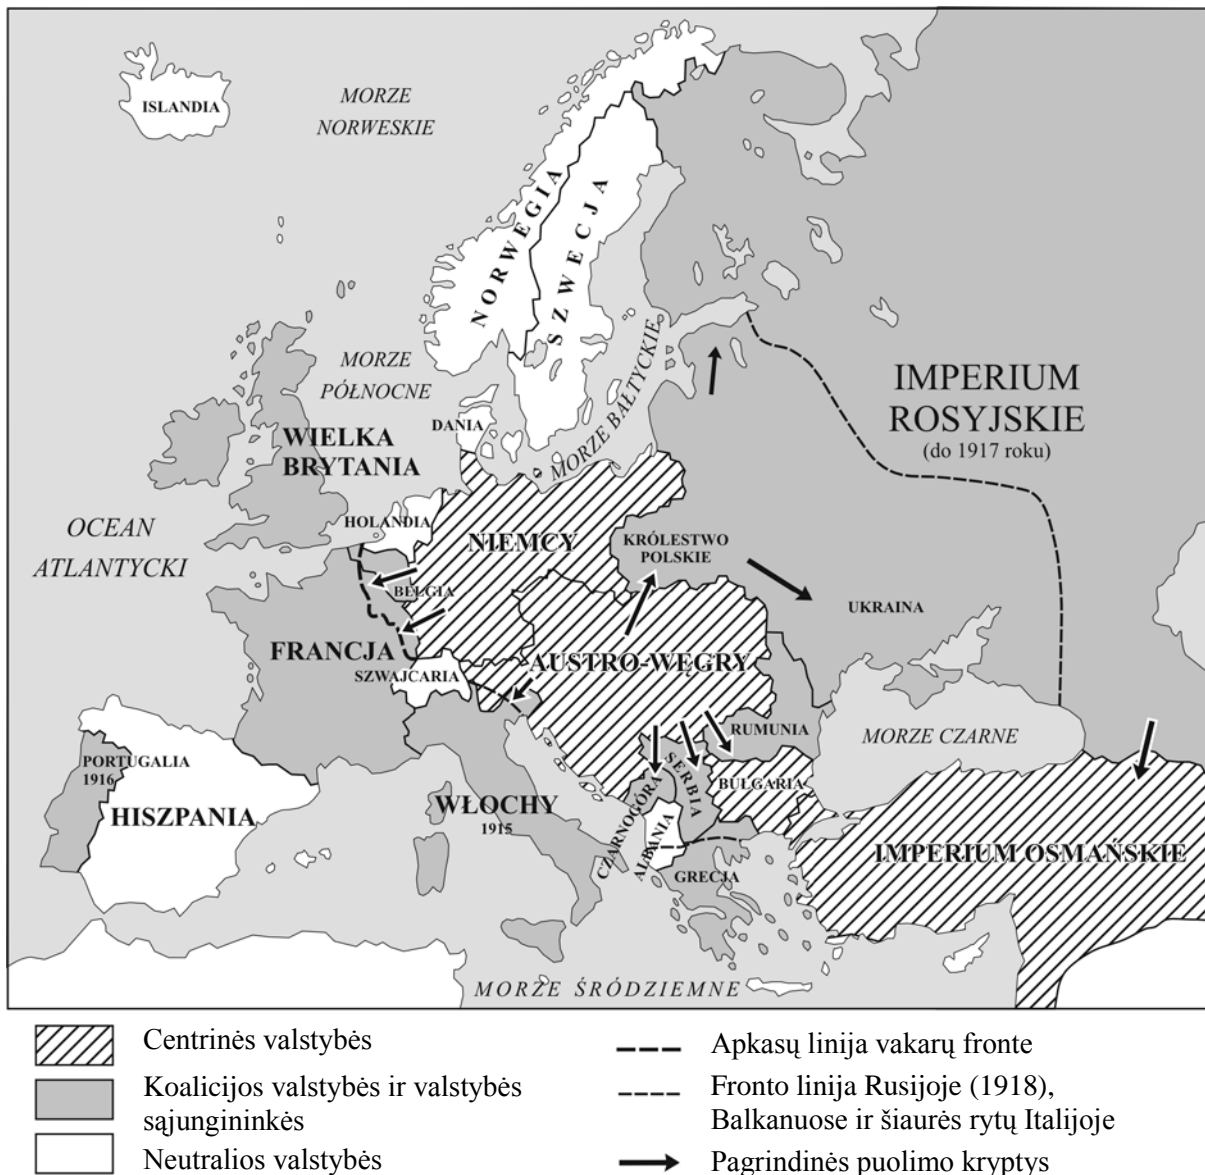 ISLANDIA
MORZE
NORWESKIE
NORWEGIA
SZWECJA
MORZE
PÓŁNOCNE
MORZE BAŁTYCKIE
IMPERIUM
ROSYJSKIE
(do 1917 roku)
DANIA
WIELKA
BRYTANIA
HOLANDIA
OCEAN
ATLANTYCKI
NIEMCY
KRÓLESTWO
POLSKIE
BELGIA
UKRAINA
FRANCJA
SZWAJCARIA
AUSTRO-WĘGRY
RUMUNIA
MORZE CZARNE
PORTUGALIA
1916
HISZPANIA
WŁOCHY
1915
CZARNOGÓRA
SERBIA
BUŁGARIA
ALBANIA
GRECJA
IMPERIUM OSMAŃSKIE
MORZE ŚRÓDZIEMNE
Centrinės valstybės
Koalicijos valstybės ir valstybės
sąjungininkės
Neutralios valstybės
Apkasų linija vakarų fronte
Fronto linija Rusijoje (1918),
Balkanuose ir šiaurės rytų Italijoje
Pagrindinės puolimo kryptys